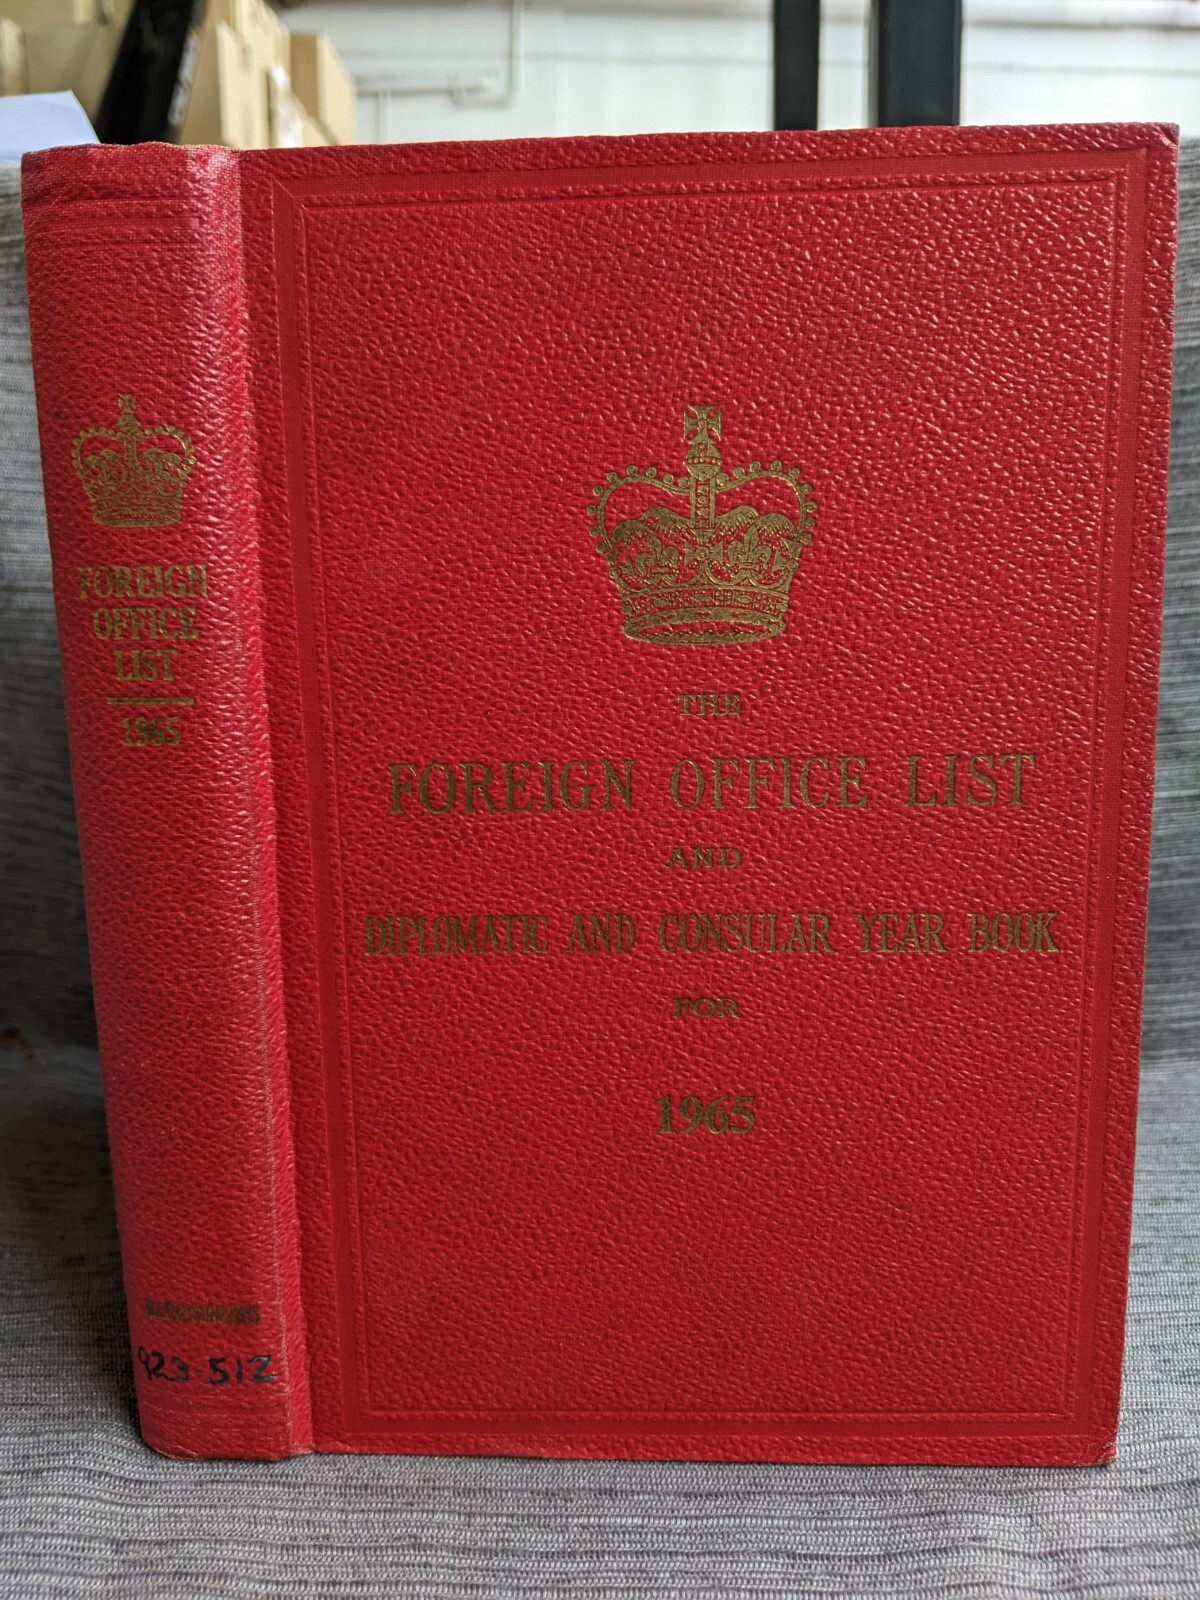 FOREIGN
OFFICE
LIST
1965
923-512
THE
FOREIGN OFFICE LIST
AND
DIPLOMATIC AND CONSULAR YEAR BOOK
FOR
1965